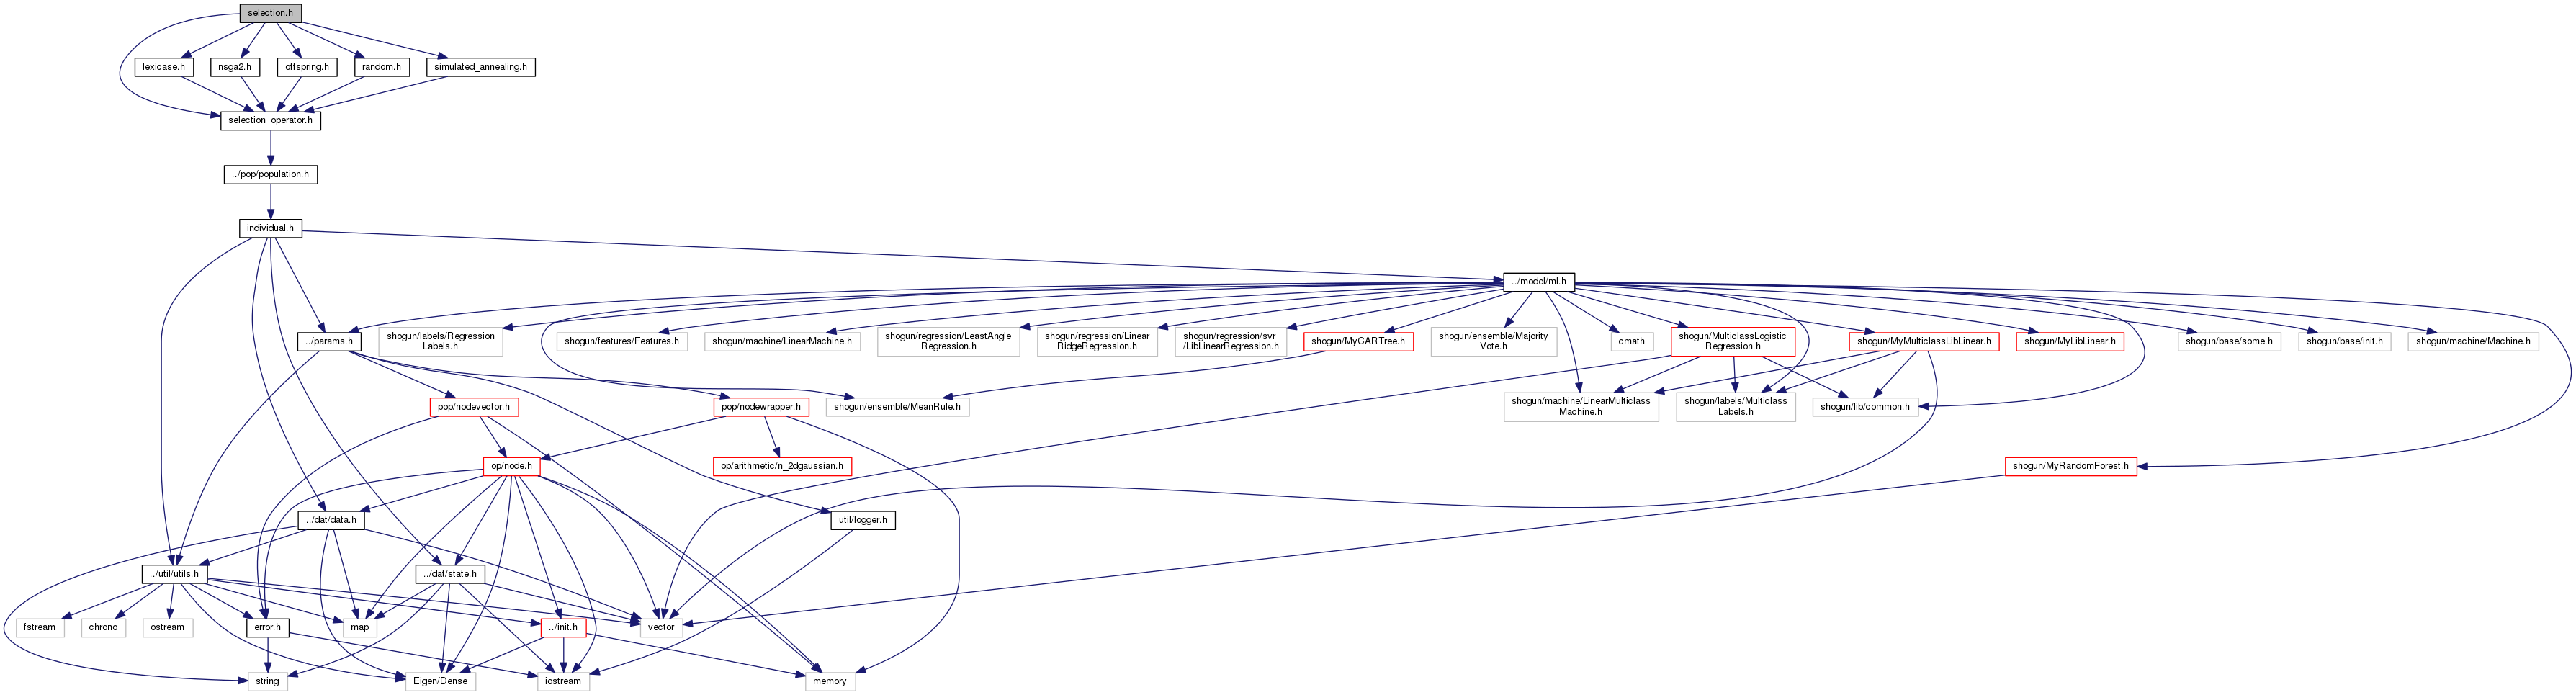 selection.h
lexicase.h
nsga2.h
offspring.h
random.h
simulated_annealing.h
selection_operator.h
../pop/population.h
individual.h
../model/ml.h
../params.h
shogun/labels/Regression
Labels.h
shogun/features/Features.h
shogun/machine/LinearMachine.h
shogun/regression/LeastAngle
Regression.h
shogun/regression/Linear
RidgeRegression.h
shogun/regression/svr
/LibLinearRegression.h
shogun/MyCARTree.h
shogun/ensemble/Majority
Vote.h
cmath
shogun/MulticlassLogistic
Regression.h
shogun/MyMulticlassLibLinear.h
shogun/MyLibLinear.h
shogun/base/some.h
shogun/base/init.h
shogun/machine/Machine.h
pop/nodevector.h
pop/nodewrapper.h
shogun/ensemble/MeanRule.h
shogun/machine/LinearMulticlass
Machine.h
shogun/labels/Multiclass
Labels.h
shogun/lib/common.h
op/node.h
op/arithmetic/n_2dgaussian.h
shogun/MyRandomForest.h
../dat/data.h
util/logger.h
../util/utils.h
../dat/state.h
fstream
chrono
ostream
error.h
map
../init.h
vector
string
Eigen/Dense
iostream
memory